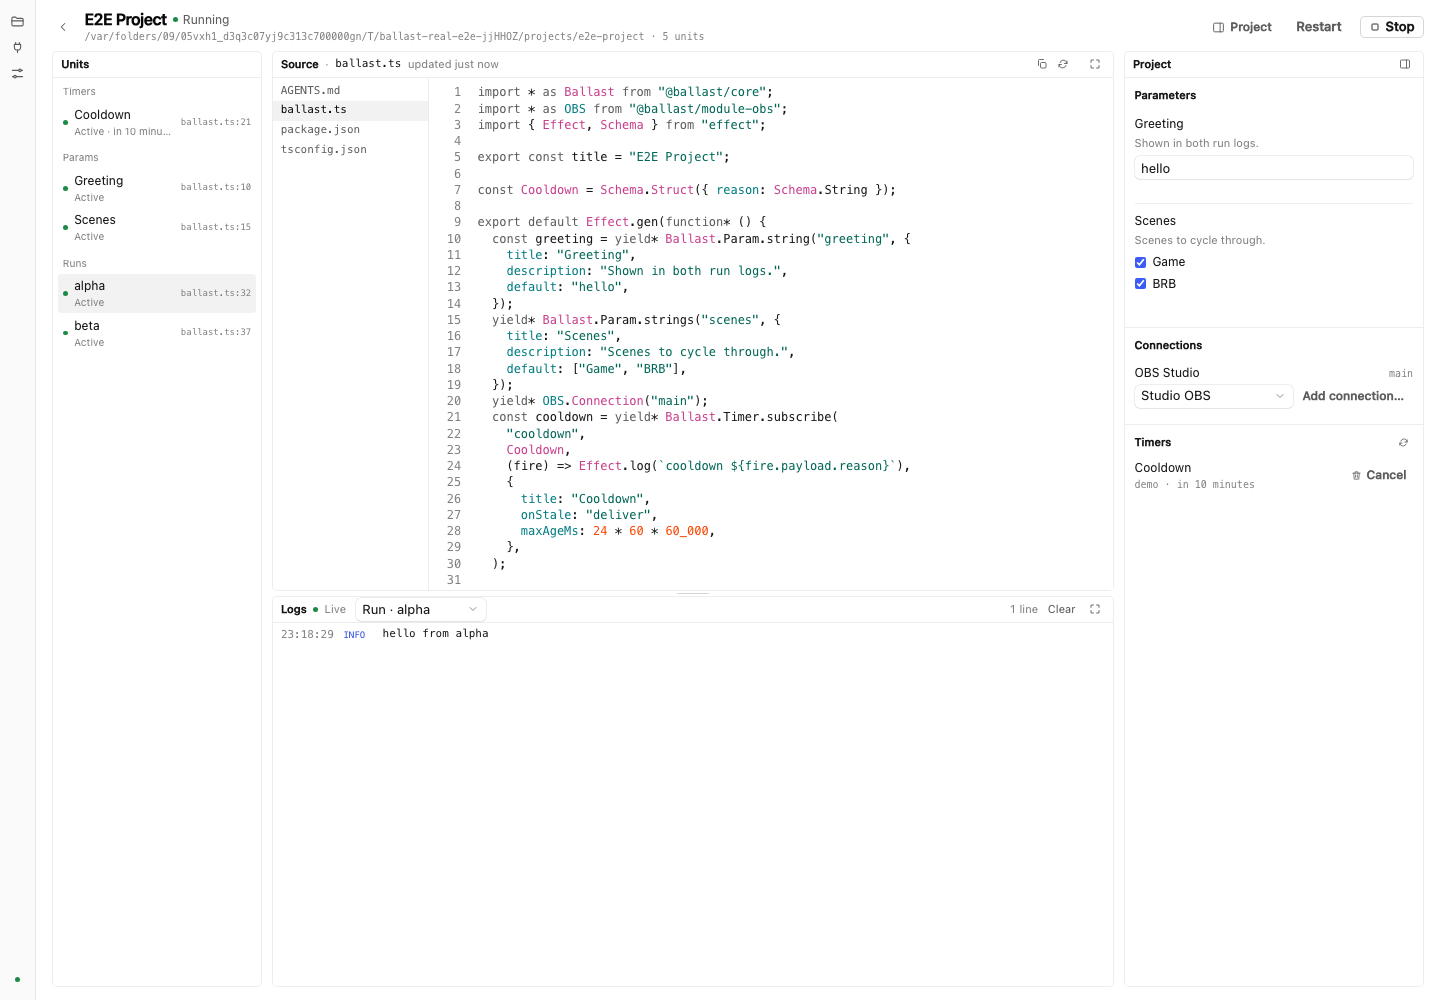 E2E Project Running
/var/folders/09/05vxh1_d3q3c07yj9c313c700000gn/T/ballast-real-e2e-jjHHOZ/projects/e2e-project · 5 units
Project Restart Stop
Units
Timers
Cooldown
Active · in 10 minu... ballast.ts:21
Params
Greeting
Active ballast.ts:10
Scenes
Active ballast.ts:15
Runs
alpha
Active ballast.ts:32
beta
Active ballast.ts:37
Source · ballast.ts updated just now
AGENTS.md
ballast.ts
package.json
tsconfig.json
1 import * as Ballast from "@ballast/core";
2 import * as OBS from "@ballast/module-obs";
3 import { Effect, Schema } from "effect";
4
5 export const title = "E2E Project";
6
7 const Cooldown = Schema.Struct({ reason: Schema.String });
8
9 export default Effect.gen(function* () {
10 const greeting = yield* Ballast.Param.string("greeting", {
11 title: "Greeting",
12 description: "Shown in both run logs.",
13 default: "hello",
14 });
15 yield* Ballast.Param.strings("scenes", {
16 title: "Scenes",
17 description: "Scenes to cycle through.",
18 default: ["Game", "BRB"],
19 });
20 yield* OBS.Connection("main");
21 const cooldown = yield* Ballast.Timer.subscribe(
22 "cooldown",
23 Cooldown,
24 (fire) => Effect.log(`cooldown ${fire.payload.reason}`),
25 {
26 title: "Cooldown",
27 onStale: "deliver",
28 maxAgeMs: 24 * 60 * 60_000,
29 },
30 );
31
Logs Live Run · alpha 1 line Clear
23:18:29 INFO hello from alpha
Project
Parameters
Greeting
Shown in both run logs.
hello
Scenes
Scenes to cycle through.
Game
BRB
Connections
OBS Studio main
Studio OBS Add connection...
Timers
Cooldown
demo · in 10 minutes Cancel